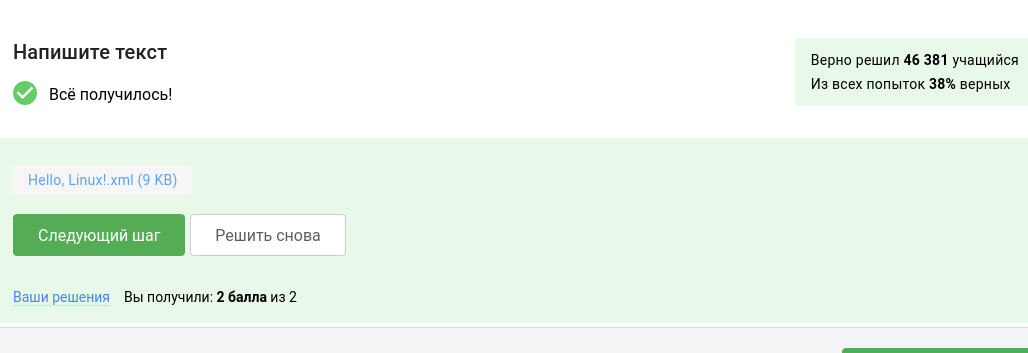 Напишите текст
Всё получилось!
Верно решил 46 381 учащийся
Из всех попыток 38% верных
Hello, Linux!.xml (9 KB)
Следующий шаг
Решить снова
Ваши решения
Вы получили: 2 балла из 2